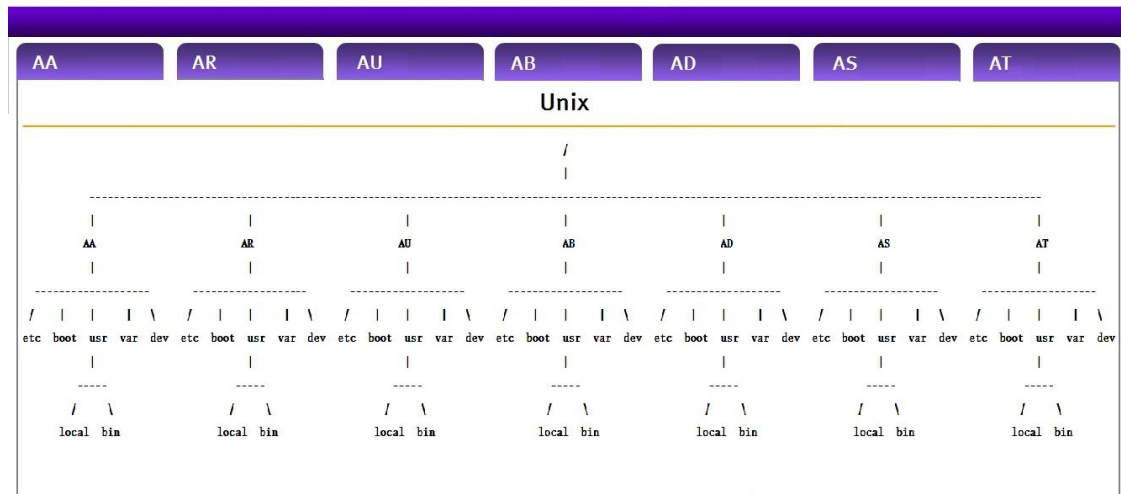 AA AR AU AB AD AS AT
Unix
/
|
--------------------------------------------------------------------------------
| | | | | | |
AA AR AU AB AD AS AT
| | | | | | |
------------------ ------------------ ------------------ ------------------ ------------------ ------------------ ------------------
/ | | | \ / | | | \ / | | | \ / | | | \ / | | | \ / | | | \ / | | | \
etc boot usr var dev etc boot usr var dev etc boot usr var dev etc boot usr var dev etc boot usr var dev etc boot usr var dev etc boot usr var dev
| | | | | | |
----- ----- ----- ----- ----- ----- -----
/ \ / \ / \ / \ / \ / \ / \
local bin local bin local bin local bin local bin local bin local bin